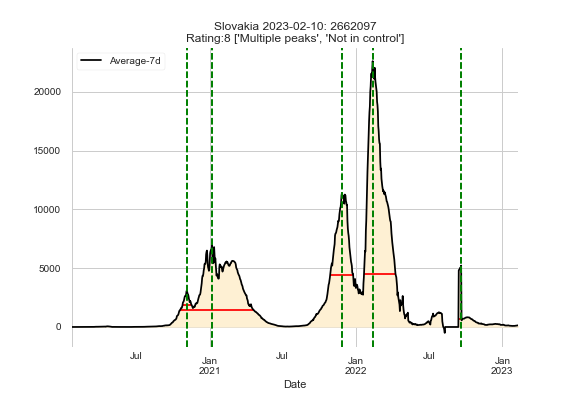 Slovakia 2023-02-10: 2662097
Rating:8 ['Multiple peaks', 'Not in control']
Average-7d
20000
15000
10000
5000
0
Jul
Jan
2021
Jul
Jan
2022
Jul
Jan
2023
Date